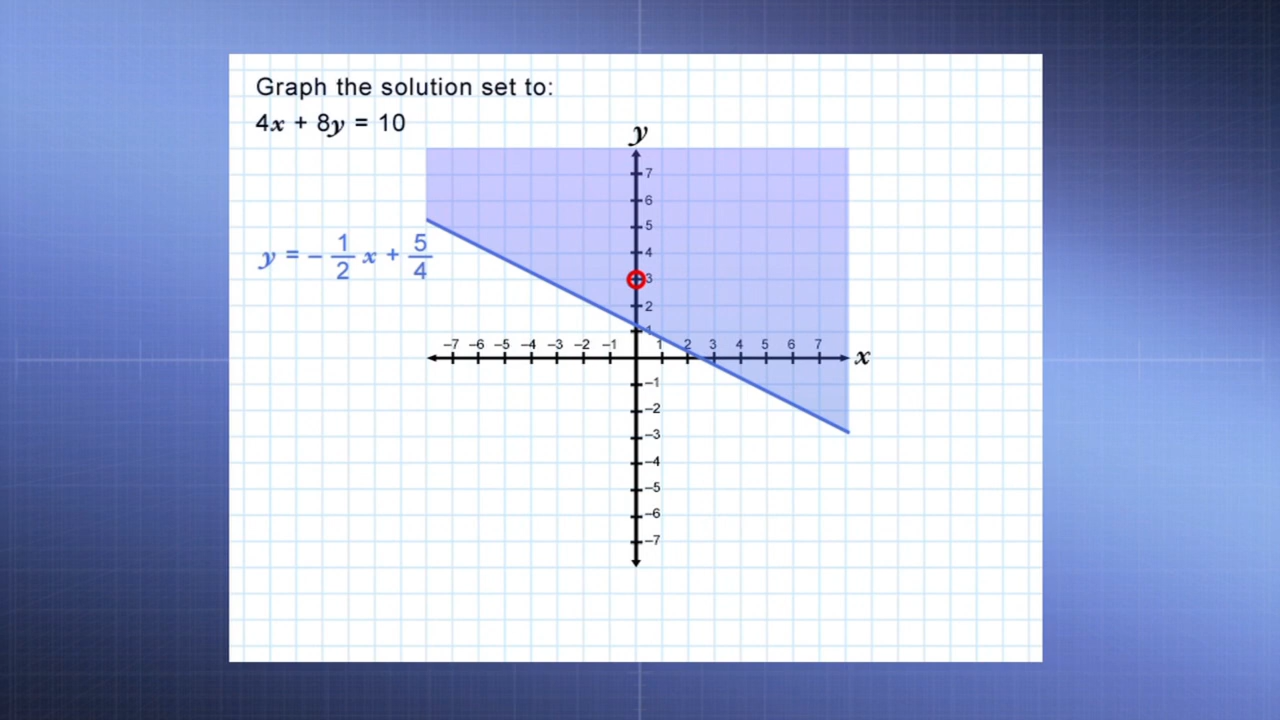 Graph the solution set to:
4x + 8y = 10
y = – 1/2 x + 5/4
y
7
6
5
4
3
2
1
–7 –6 –5 –4 –3 –2 –1 1 2 3 4 5 6 7 x
–1
–2
–3
–4
–5
–6
–7